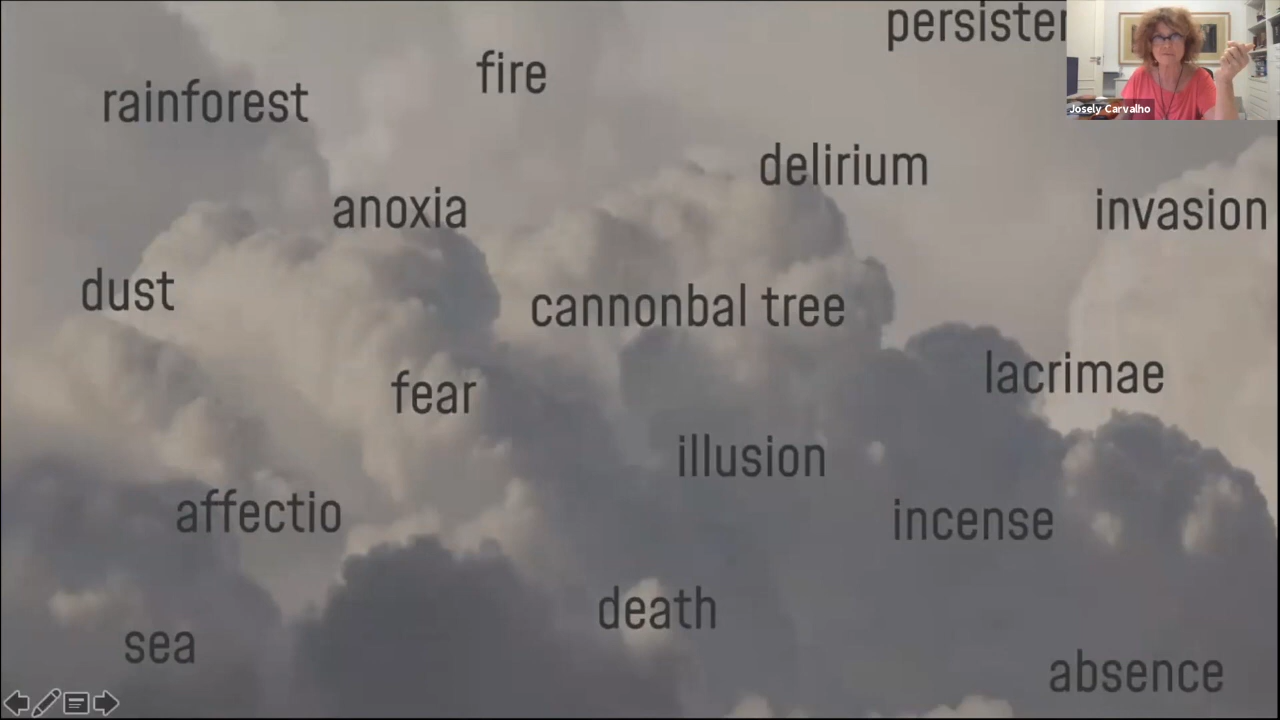 persister
Josely Carvalho
fire
rainforest
delirium
anoxia
invasion
dust
cannonbal tree
lacrimae
fear
illusion
affectio
incense
death
sea
absence